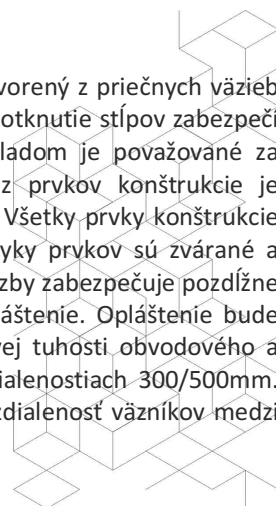 vorený z priečnych väzieb
otknutie stĺpov zabezpečí
ladom je považované za
z prvkov konštrukcie je
Všetky prvky konštrukcie
yky prvkov sú zvárané a
zby zabezpečuje pozdĺžne
áštenie. Opláštenie bude
vej tuhosti obvodového a
ialenostiach 300/500mm.
zdialenosť väzníkov medzi